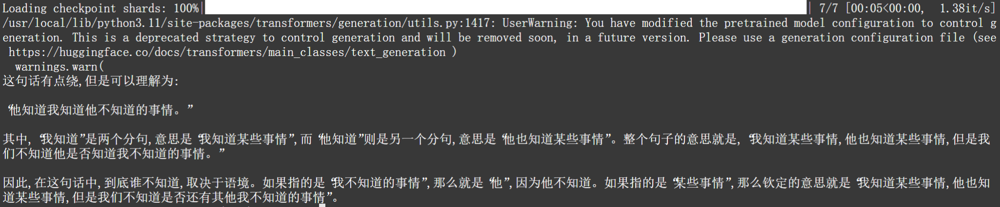 Loading checkpoint shards: 100%| | 7/7 [00:05<00:00,  1.38it/s]
/usr/local/lib/python3.11/site-packages/transformers/generation/utils.py:1417: UserWarning: You have modified the pretrained model configuration to control g
eneration. This is a deprecated strategy to control generation and will be removed soon, in a future version. Please use a generation configuration file (see
 https://huggingface.co/docs/transformers/main_classes/text_generation )
  warnings.warn(
这句话有点绕,但是可以理解为:
“他知道我知道他不知道的事情。”
其中,“我知道”是两个分句,意思是“我知道某些事情”,而“他知道”则是另一个分句,意思是“他也知道某些事情”。整个句子的意思就是,“我知道某些事情,他也知道某些事情,但是我
们不知道他是否知道我不知道的事情。”
因此,在这句话中,到底谁不知道,取决于语境。如果指的是“我不知道的事情”,那么就是“他”,因为他不知道。如果指的是“某些事情”,那么钦定的意思就是“我知道某些事情,他也知
道某些事情,但是我们不知道是否还有其他我不知道的事情”。